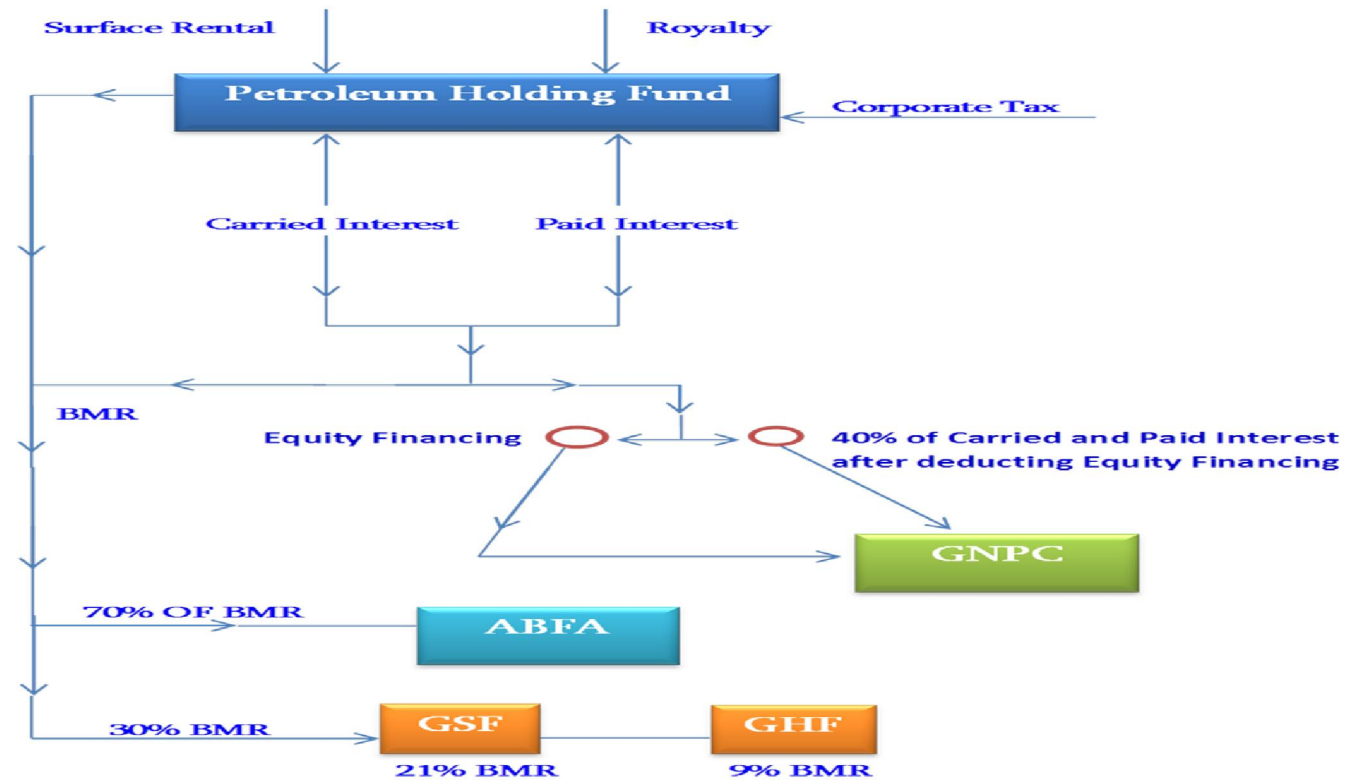 Surface Rental
Royalty
Petroleum Holding Fund
Corporate Tax
Carried Interest
Paid Interest
BMR
Equity Financing
40% of Carried and Paid Interest
after deducting Equity Financing
GNPC
70% OF BMR
ABFA
30% BMR
GSF
GHF
21% BMR
9% BMR